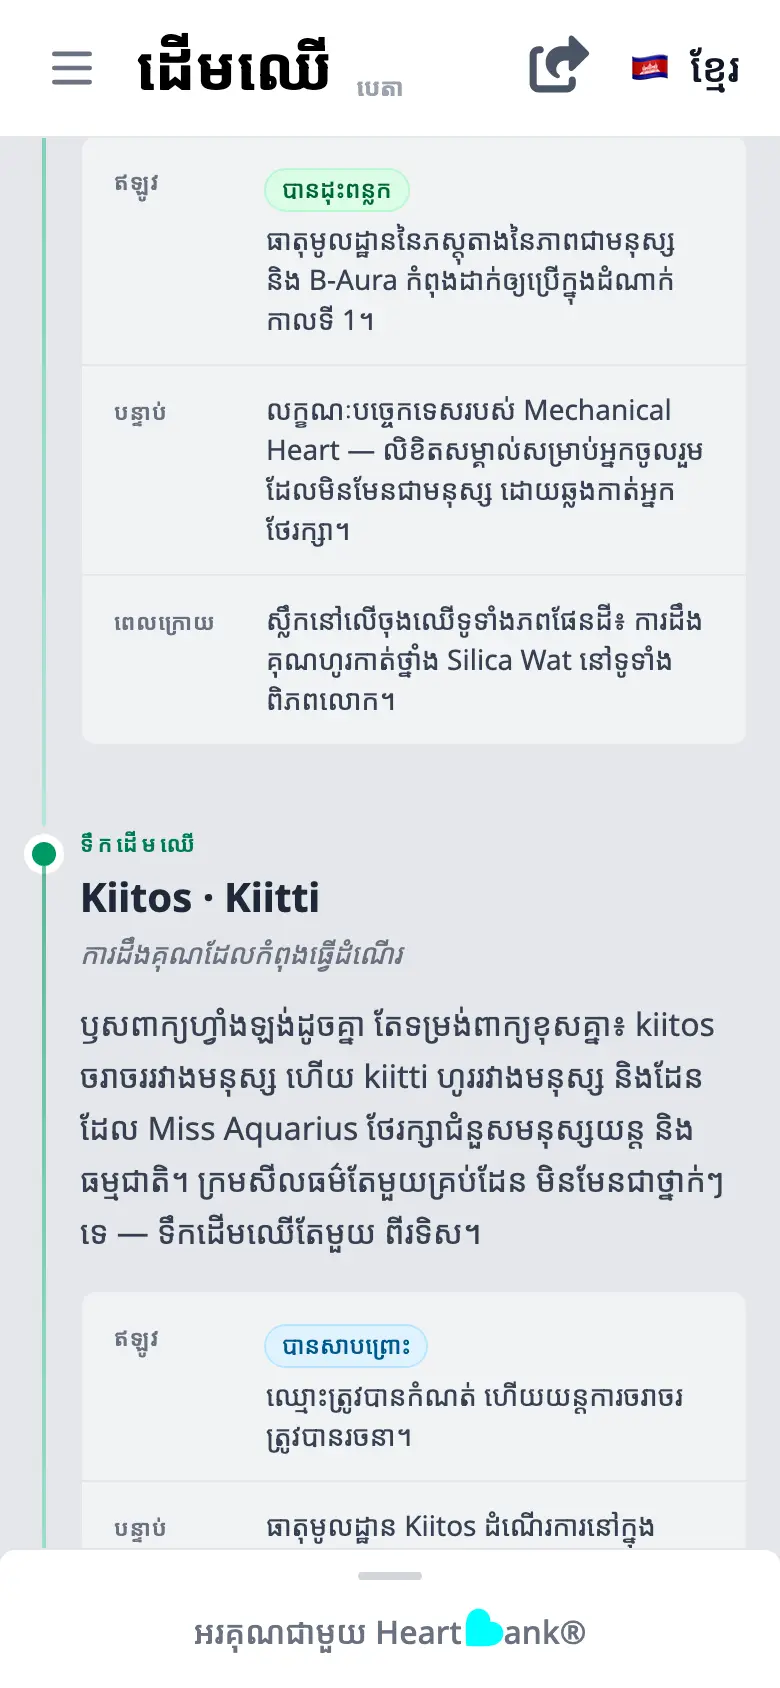 ដើមឈើ បេតា ខ្មែរ
ឥឡូវ
បានដុះពន្លក
ធាតុមូលដ្ឋាននៃភស្តុតាងនៃភាពជាមនុស្ស
និង B-Aura កំពុងដាក់ឲ្យប្រើក្នុងដំណាក់
កាលទី 1។
បន្ទាប់
លក្ខណៈបច្ចេកទេសរបស់ Mechanical
Heart — លិខិតសម្គាល់សម្រាប់អ្នកចូលរួម
ដែលមិនមែនជាមនុស្ស ដោយឆ្លងកាត់អ្នក
ថែរក្សា។
ពេលក្រោយ
ស្លឹកនៅលើចុងឈើទូទាំងភពផែនដី៖ ការដឹង
គុណហូរកាត់ថ្នាំង Silica Wat នៅទូទាំង
ពិភពលោក។
ទឹកដើមឈើ
Kiitos · Kiitti
ការដឹងគុណដែលកំពុងធ្វើដំណើរ
ឫសពាក្យហ្វាំងឡង់ដូចគ្នា តែទម្រង់ពាក្យខុសគ្នា៖ kiitos
ចរាចររវាងមនុស្ស ហើយ kiitti ហូររវាងមនុស្ស និងដែន
ដែល Miss Aquarius ថែរក្សាជំនួសមនុស្សយន្ត និង
ធម្មជាតិ។ ក្រមសីលធម៌តែមួយគ្រប់ដែន មិនមែនជាថ្នាក់ៗ
ទេ — ទឹកដើមឈើតែមួយ ពីរទិស។
ឥឡូវ
បានសាបព្រោះ
ឈ្មោះត្រូវបានកំណត់ ហើយយន្តការចរាចរ
ត្រូវបានរចនា។
បន្ទាប់
ធាតុមូលដ្ឋាន Kiitos ដំណើរការនៅក្នុង
អរគុណជាមួយ Heartbank®